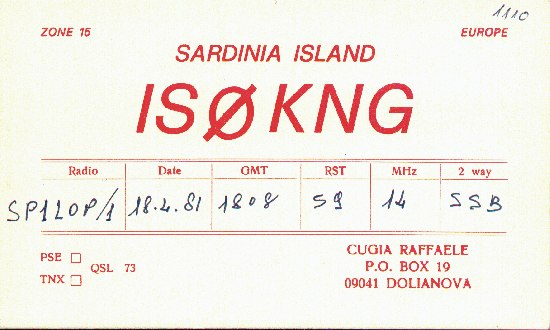 1110
ZONE 15
EUROPE
SARDINIA ISLAND
ISØKNG
Radio Date GMT RST MHz 2 way
SP1LOP/1 18.4.81 1808 59 14 SSB
PSE
TNX
QSL 73
CUGIA RAFFAELE
P.O. BOX 19
09041 DOLIANOVA